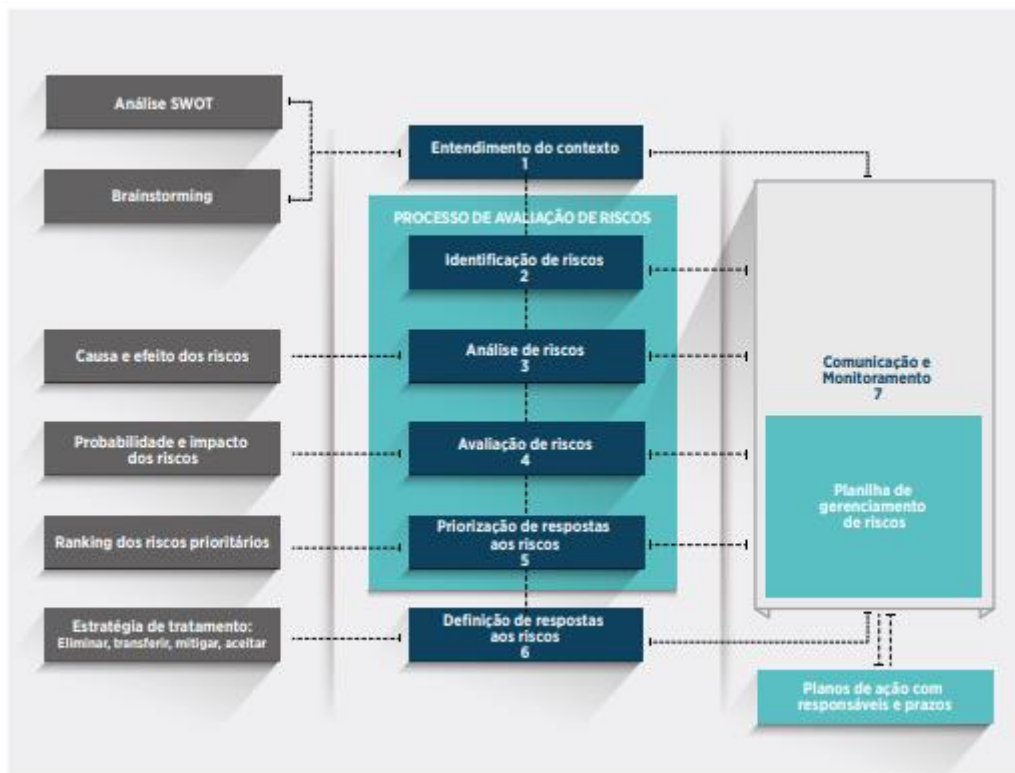 Análise SWOT
Brainstorming
Causa e efeito dos riscos
Probabilidade e impacto
dos riscos
Ranking dos riscos prioritários
Estratégia de tratamento:
Eliminar, transferir, mitigar, aceitar
Entendimento do contexto
1
PROCESSO DE AVALIAÇÃO DE RISCOS
Identificação de riscos
2
Análise de riscos
3
Avaliação de riscos
4
Priorização de respostas
aos riscos
5
Definição de respostas
aos riscos
6
Comunicação e
Monitoramento
7
Planilha de
gerenciamento
de riscos
Planos de ação com
responsáveis e prazos